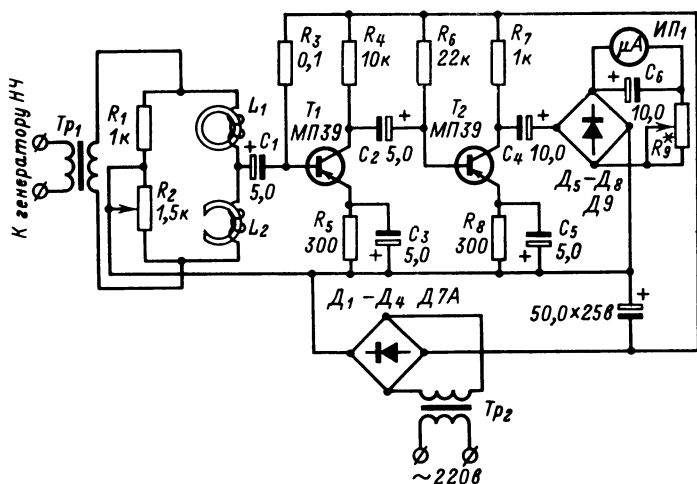 К генератору НЧ
Тр1
R1
1к
R2
1,5к
L1
L2
C1
+
5,0
R3
0,1
R4
10к
T1
МП39
R5
300
C2
+
5,0
C3
+
5,0
R6
22к
R7
1к
T2
МП39
R8
300
C4
+
10,0
C5
+
5,0
ИП1
μA
+
C6
10,0
R9*
Д5–Д8
Д9
Д1–Д4 Д7А
50,0×25в
+
Тр2
~220в